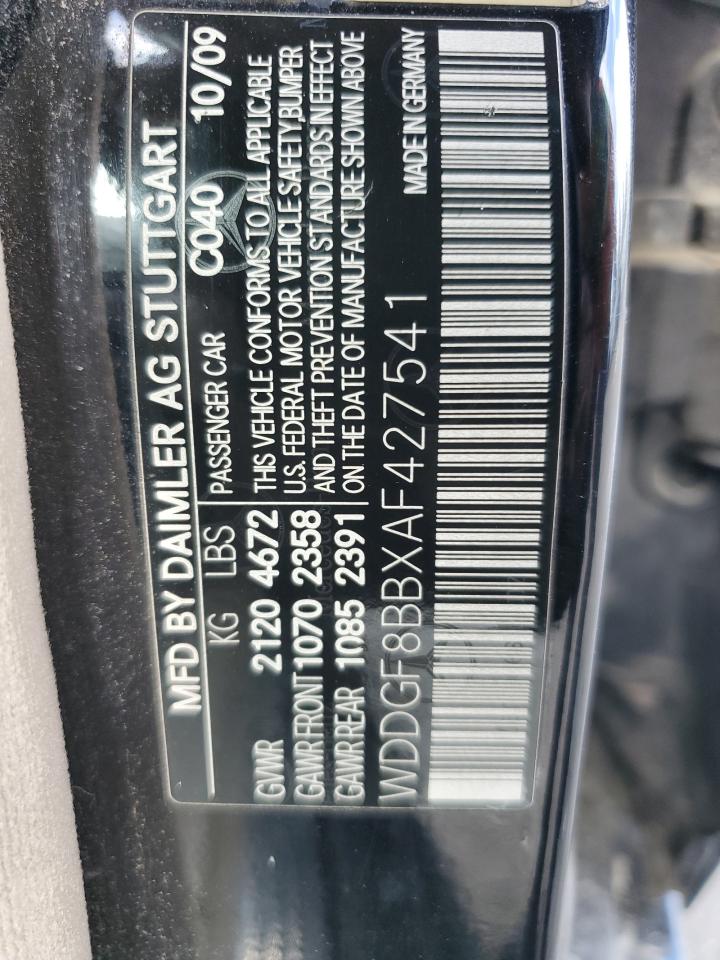 MFD BY DAIMLER AG STUTTGART
KG LBS PASSENGER CAR C040 10/09
GVWR 2120 4672 THIS VEHICLE CONFORMS TO ALL APPLICABLE
GAWR FRONT 1070 2358 U.S. FEDERAL MOTOR VEHICLE SAFETY,BUMPER
GAWR REAR 1085 2391 AND THEFT PREVENTION STANDARDS IN EFFECT
ON THE DATE OF MANUFACTURE SHOWN ABOVE
WDDGF8BBXAF427541 MADE IN GERMANY